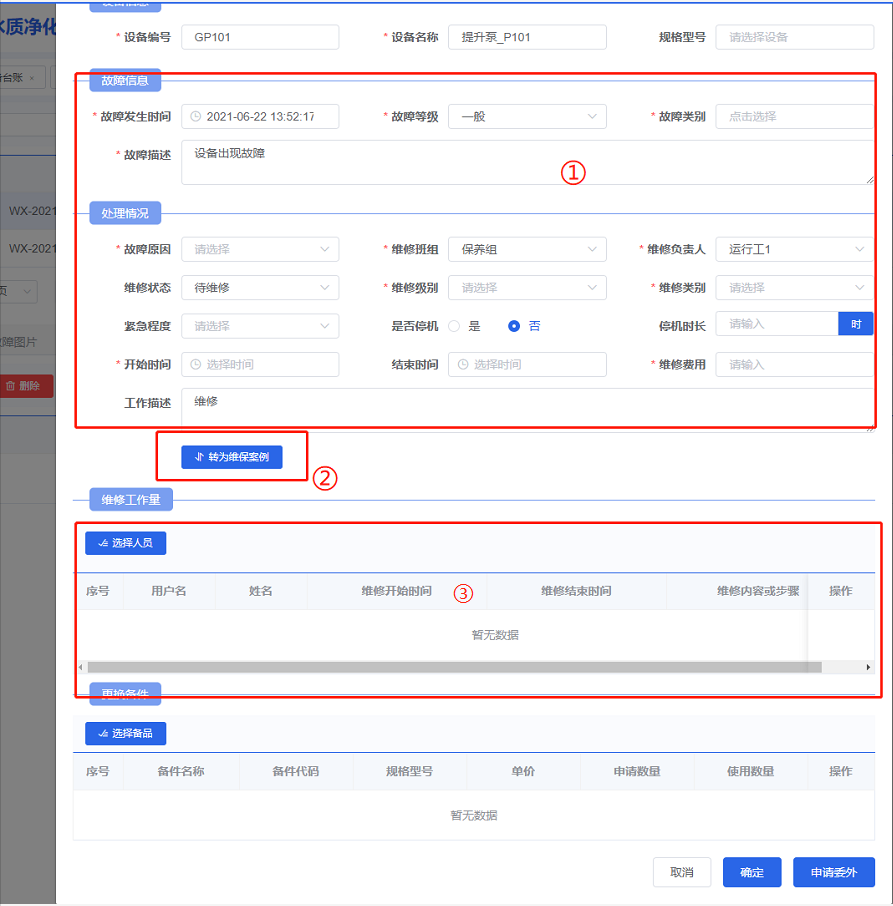 水质净化
设备信息
* 设备编号 GP101 * 设备名称 提升泵_P101 规格型号 请选择设备
台账 ×
故障信息
* 故障发生时间 2021-06-22 13:52:17 * 故障等级 一般 * 故障类别 点击选择
* 故障描述 设备出现故障
①
WX-2021
处理情况
WX-2021
* 故障原因 请选择 * 维修班组 保养组 * 维修负责人 运行工1
页 维修状态 待维修 * 维修级别 请选择 * 维修类别 请选择
紧急程度 请选择 是否停机 是 否 停机时长 请输入 时
故障图片
* 开始时间 选择时间 结束时间 选择时间 * 维修费用 请输入
删除
工作描述 维修
转为维保案例
②
维修工作量
选择人员
序号 用户名 姓名 维修开始时间 ③ 维修结束时间 维修内容或步骤 操作
暂无数据
更换备件
选择备品
序号 备件名称 备件代码 规格型号 单价 申请数量 使用数量 操作
暂无数据
取消 确定 申请委外